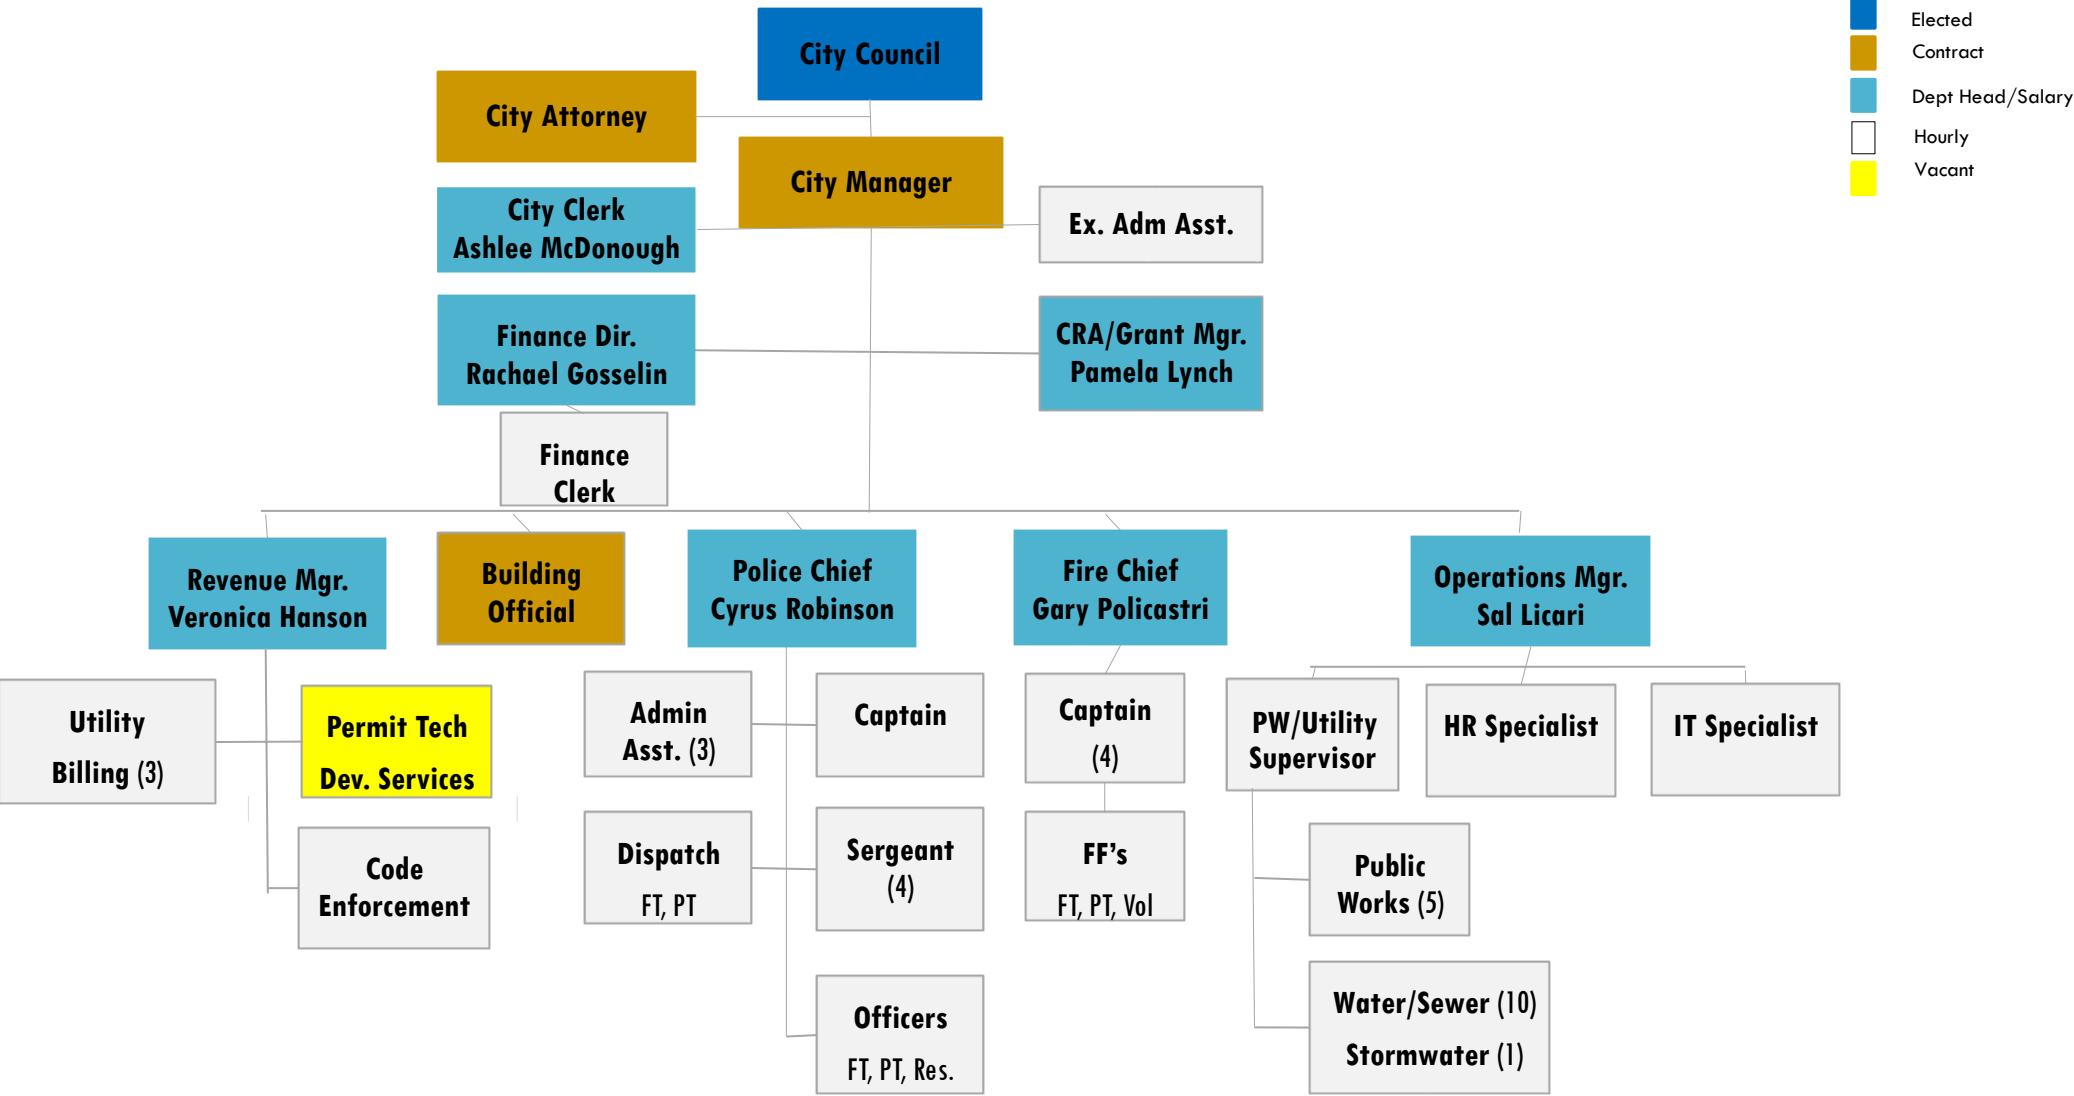 City Council
Elected
Contract
Dept Head/Salary
Hourly
Vacant
City Attorney
City Manager
City Clerk
Ashlee McDonough
Ex. Adm Asst.
Finance Dir.
Rachael Gosselin
CRA/Grant Mgr.
Pamela Lynch
Finance
Clerk
Revenue Mgr.
Veronica Hanson
Building
Official
Police Chief
Cyrus Robinson
Fire Chief
Gary Policastri
Operations Mgr.
Sal Licari
Utility
Billing (3)
Permit Tech
Dev. Services
Admin
Asst. (3)
Captain
Captain
(4)
PW/Utility
Supervisor
HR Specialist
IT Specialist
Code
Enforcement
Dispatch
FT, PT
Sergeant
(4)
FF's
FT, PT, Vol
Public
Works (5)
Officers
FT, PT, Res.
Water/Sewer (10)
Stormwater (1)